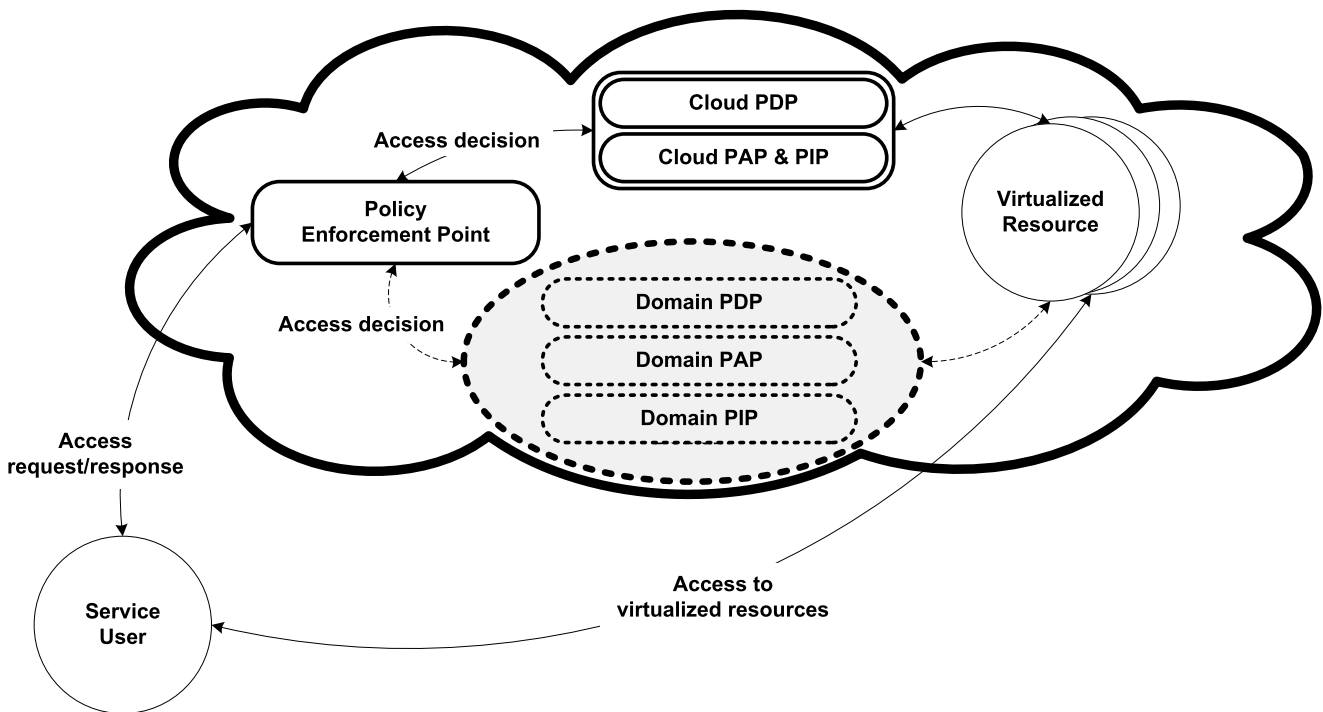 Cloud PDP
Access decision
Cloud PAP & PIP
Policy
Enforcement Point
Virtualized
Resource
Domain PDP
Access decision
Domain PAP
Domain PIP
Access
request/response
Access to
virtualized resources
Service
User